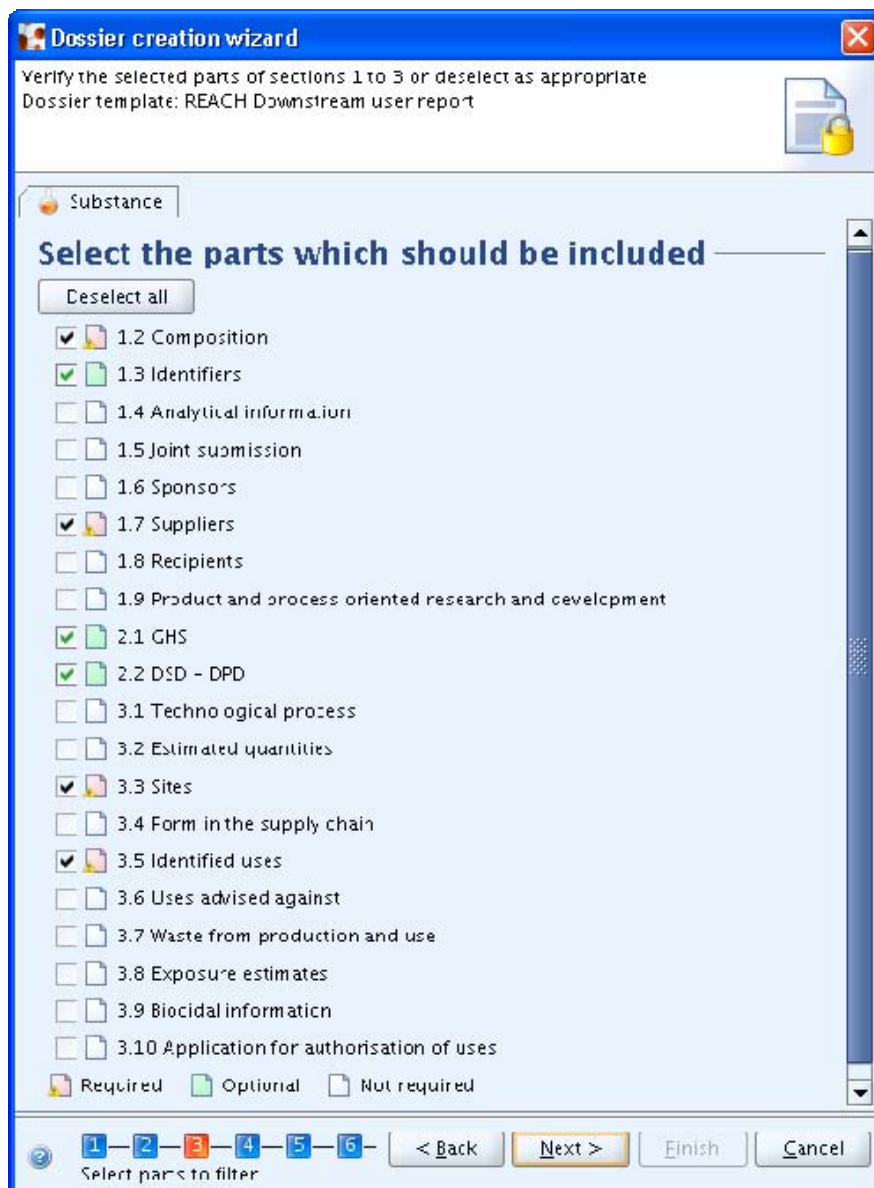 Dossier creation wizard
Verify the selected parts of sections 1 to 3 or deselect as appropriate
Dossier template: REACH Downstream user report
Substance
Select the parts which should be included
Deselect all
1.2 Composition
1.3 Identifiers
1.4 Analytical information
1.5 Joint submission
1.6 Sponsors
1.7 Suppliers
1.8 Recipients
1.9 Product and process oriented research and development
2.1 GHS
2.2 DSD - DPD
3.1 Technological process
3.2 Estimated quantities
3.3 Sites
3.4 Form in the supply chain
3.5 Identified uses
3.6 Uses advised against
3.7 Waste from production and use
3.8 Exposure estimates
3.9 Biocidal information
3.10 Application for authorisation of uses
Required Optional Not required
1 2 3 4 5 6 < Back Next > Finish Cancel
Select parts to filter